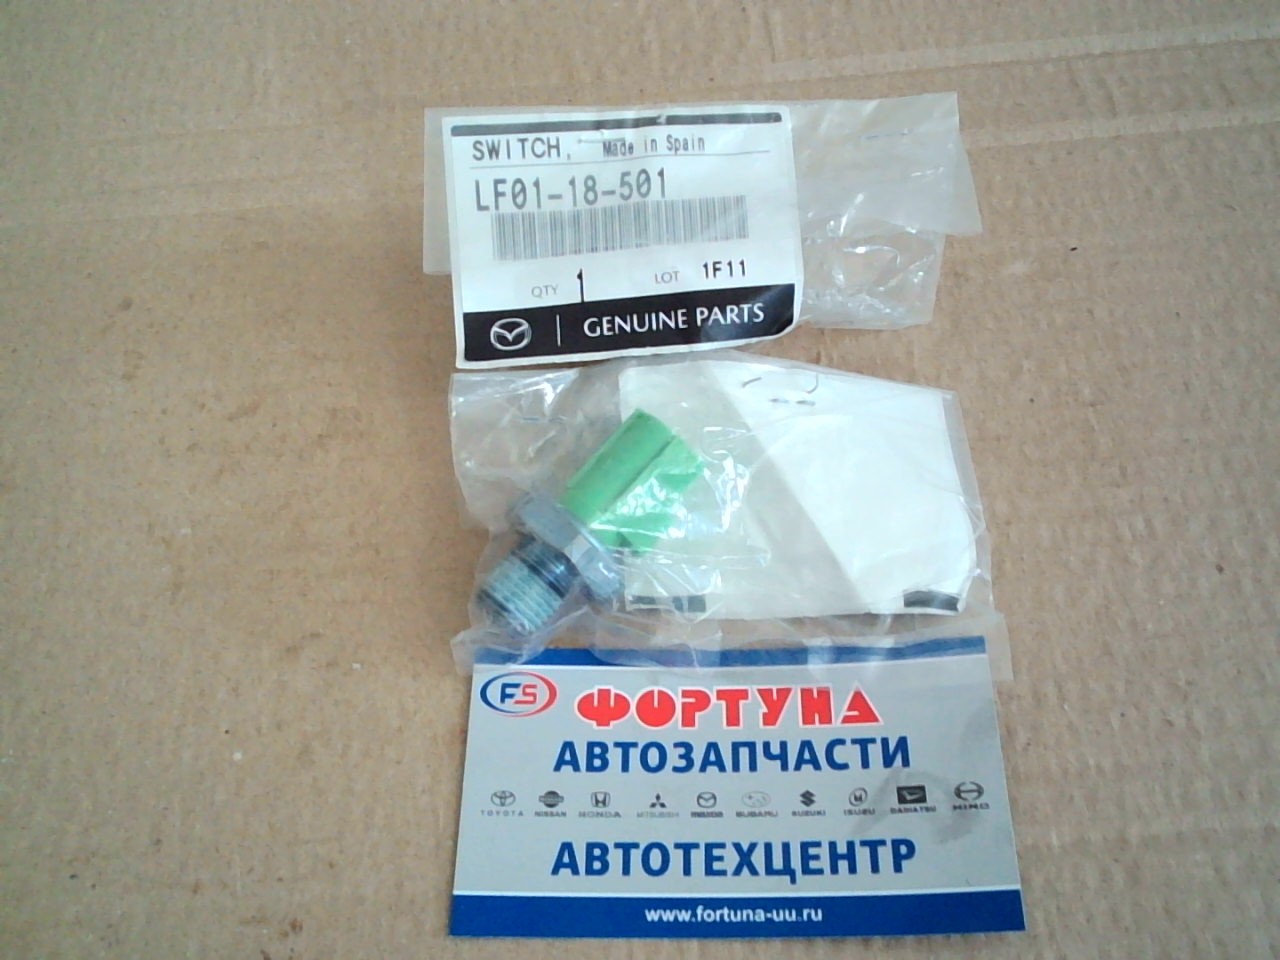 SWITCH, Made in Spain
LF01-18-501
QTY 1 LOT 1F11
GENUINE PARTS
FS ФОРТУНА
АВТОЗАПЧАСТИ
TOYOTA NISSAN HONDA MITSUBISHI MAZDA SUBARU SUZUKI ISUZU DAIHATSU HINO
АВТОТЕХЦЕНТР
www.fortuna-uu.ru